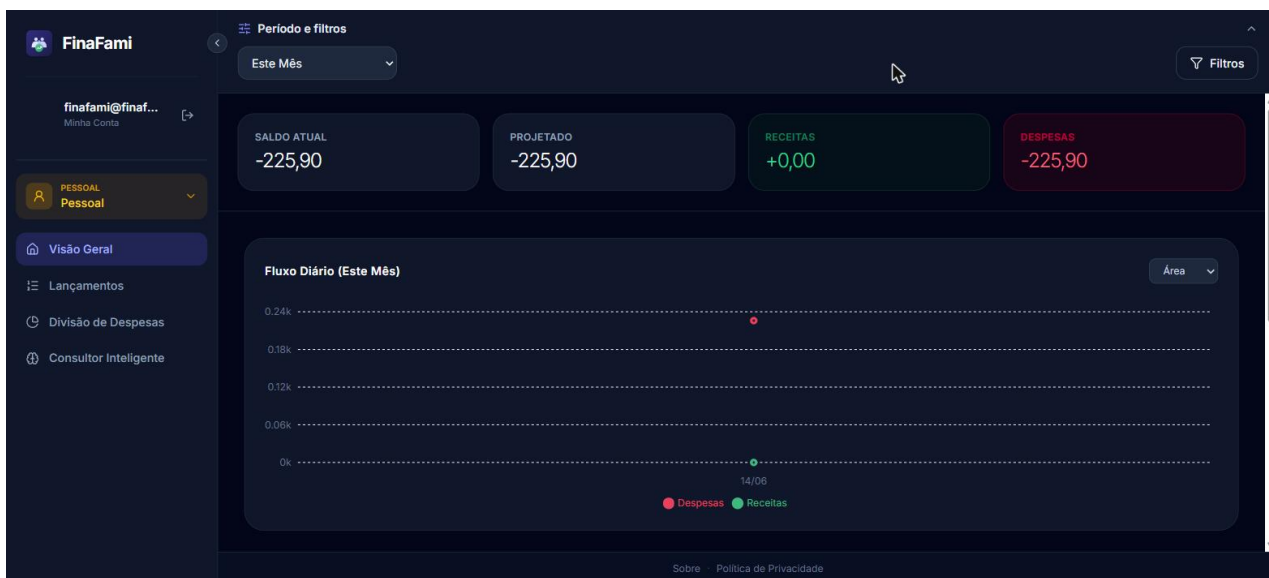 FinaFami
finafami@finaf...
Minha Conta
PESSOAL
Pessoal
Visão Geral
Lançamentos
Divisão de Despesas
Consultor Inteligente
Período e filtros
Este Mês
Filtros
SALDO ATUAL
-225,90
PROJETADO
-225,90
RECEITAS
+0,00
DESPESAS
-225,90
Fluxo Diário (Este Mês)
Área
0.24k
0.18k
0.12k
0.06k
0k
14/06
Despesas Receitas
Sobre · Política de Privacidade